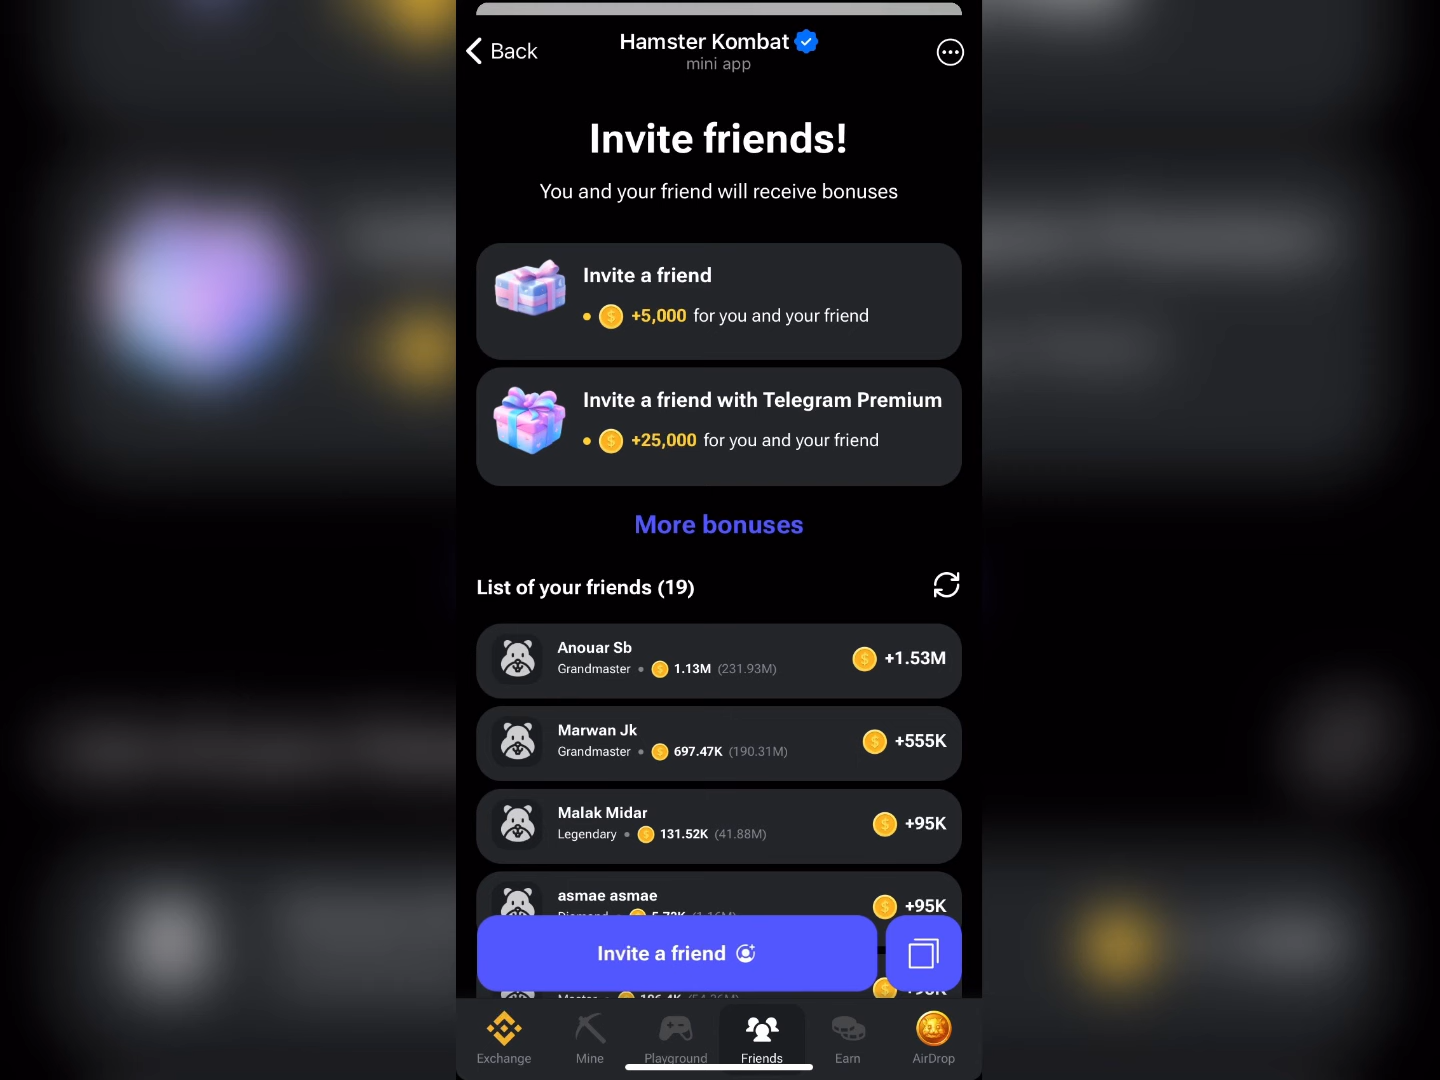 Back
Hamster Kombat
mini app
Invite friends!
You and your friend will receive bonuses
Invite a friend
+5,000 for you and your friend
Invite a friend with Telegram Premium
+25,000 for you and your friend
More bonuses
List of your friends (19)
Anouar Sb
Grandmaster • 1.13M (231.93M)
+1.53M
Marwan Jk
Grandmaster • 697.47K (190.31M)
+555K
Malak Midar
Legendary • 131.52K (41.88M)
+95K
asmae asmae
+95K
Invite a friend
Exchange
Mine
Playground
Friends
Earn
AirDrop